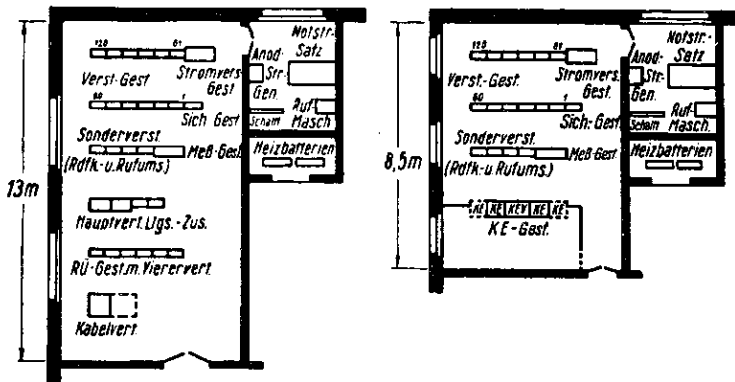 120 61
Verst-Gest
Stromvers
Gest
60 1
Sich. Gest
Sonderverst.
(Rdfk-u. Rufums.)
Meß-Gest.
Hauptvert. Ltgs.-Zus.
RÜ-Gest.m.Vierervert
Kabelvert.
13m
Notstr-
Satz
Anod-
Str-
Gen.
Ruf-
Masch.
Scham
Heizbatterien
120 61
Verst.-Gest.
Stromvers.
Gest.
60 1
Sich.-Gest.
Sonderverst.
(Rdfk-u. Rufums.)
Meß-Gest.
KE KE KEV KE KE
KE-Gest.
8,5m
Notstr.-
Satz
Anod-
Str-
Gen.
Ruf-
Masch.
Scham
Heizbatterien